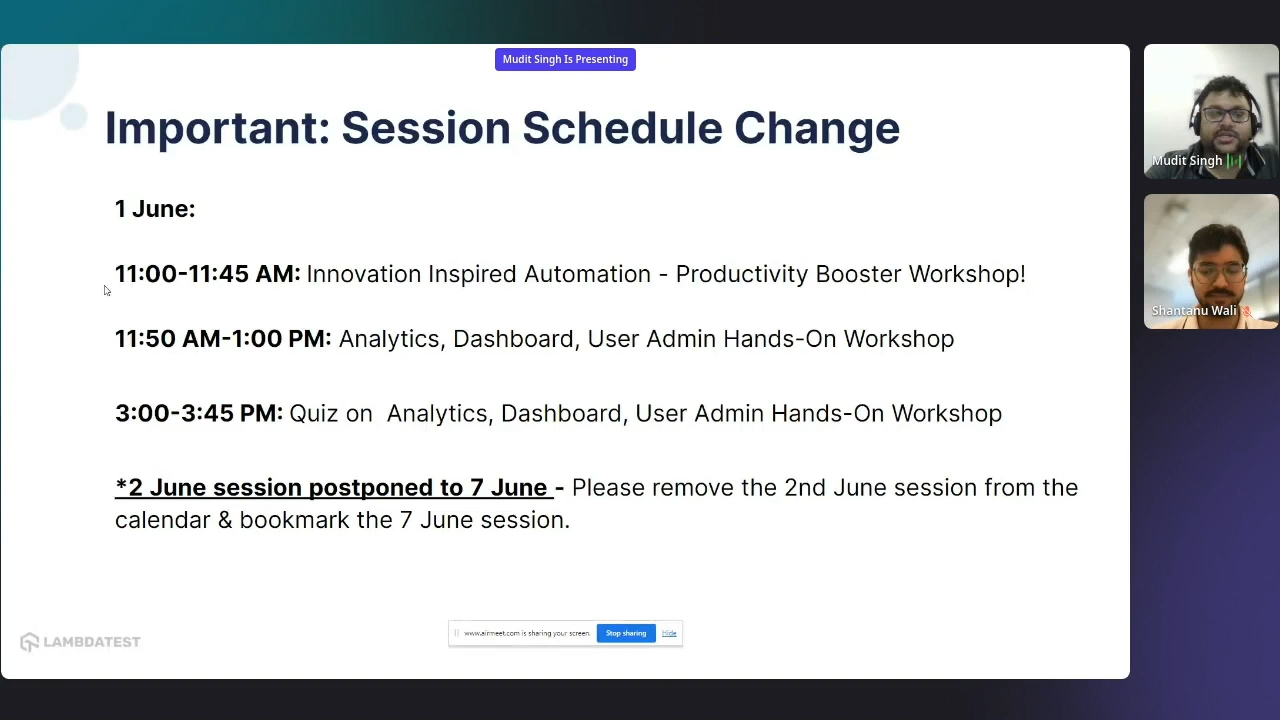 Mudit Singh Is Presenting
Important: Session Schedule Change
1 June:
11:00-11:45 AM: Innovation Inspired Automation - Productivity Booster Workshop!
11:50 AM-1:00 PM: Analytics, Dashboard, User Admin Hands-On Workshop
3:00-3:45 PM: Quiz on  Analytics, Dashboard, User Admin Hands-On Workshop
*2 June session postponed to 7 June - Please remove the 2nd June session from the
calendar & bookmark the 7 June session.
LAMBDATEST
www.airmeet.com is sharing your screen. Stop sharing Hide
Mudit Singh
Shantanu Wali